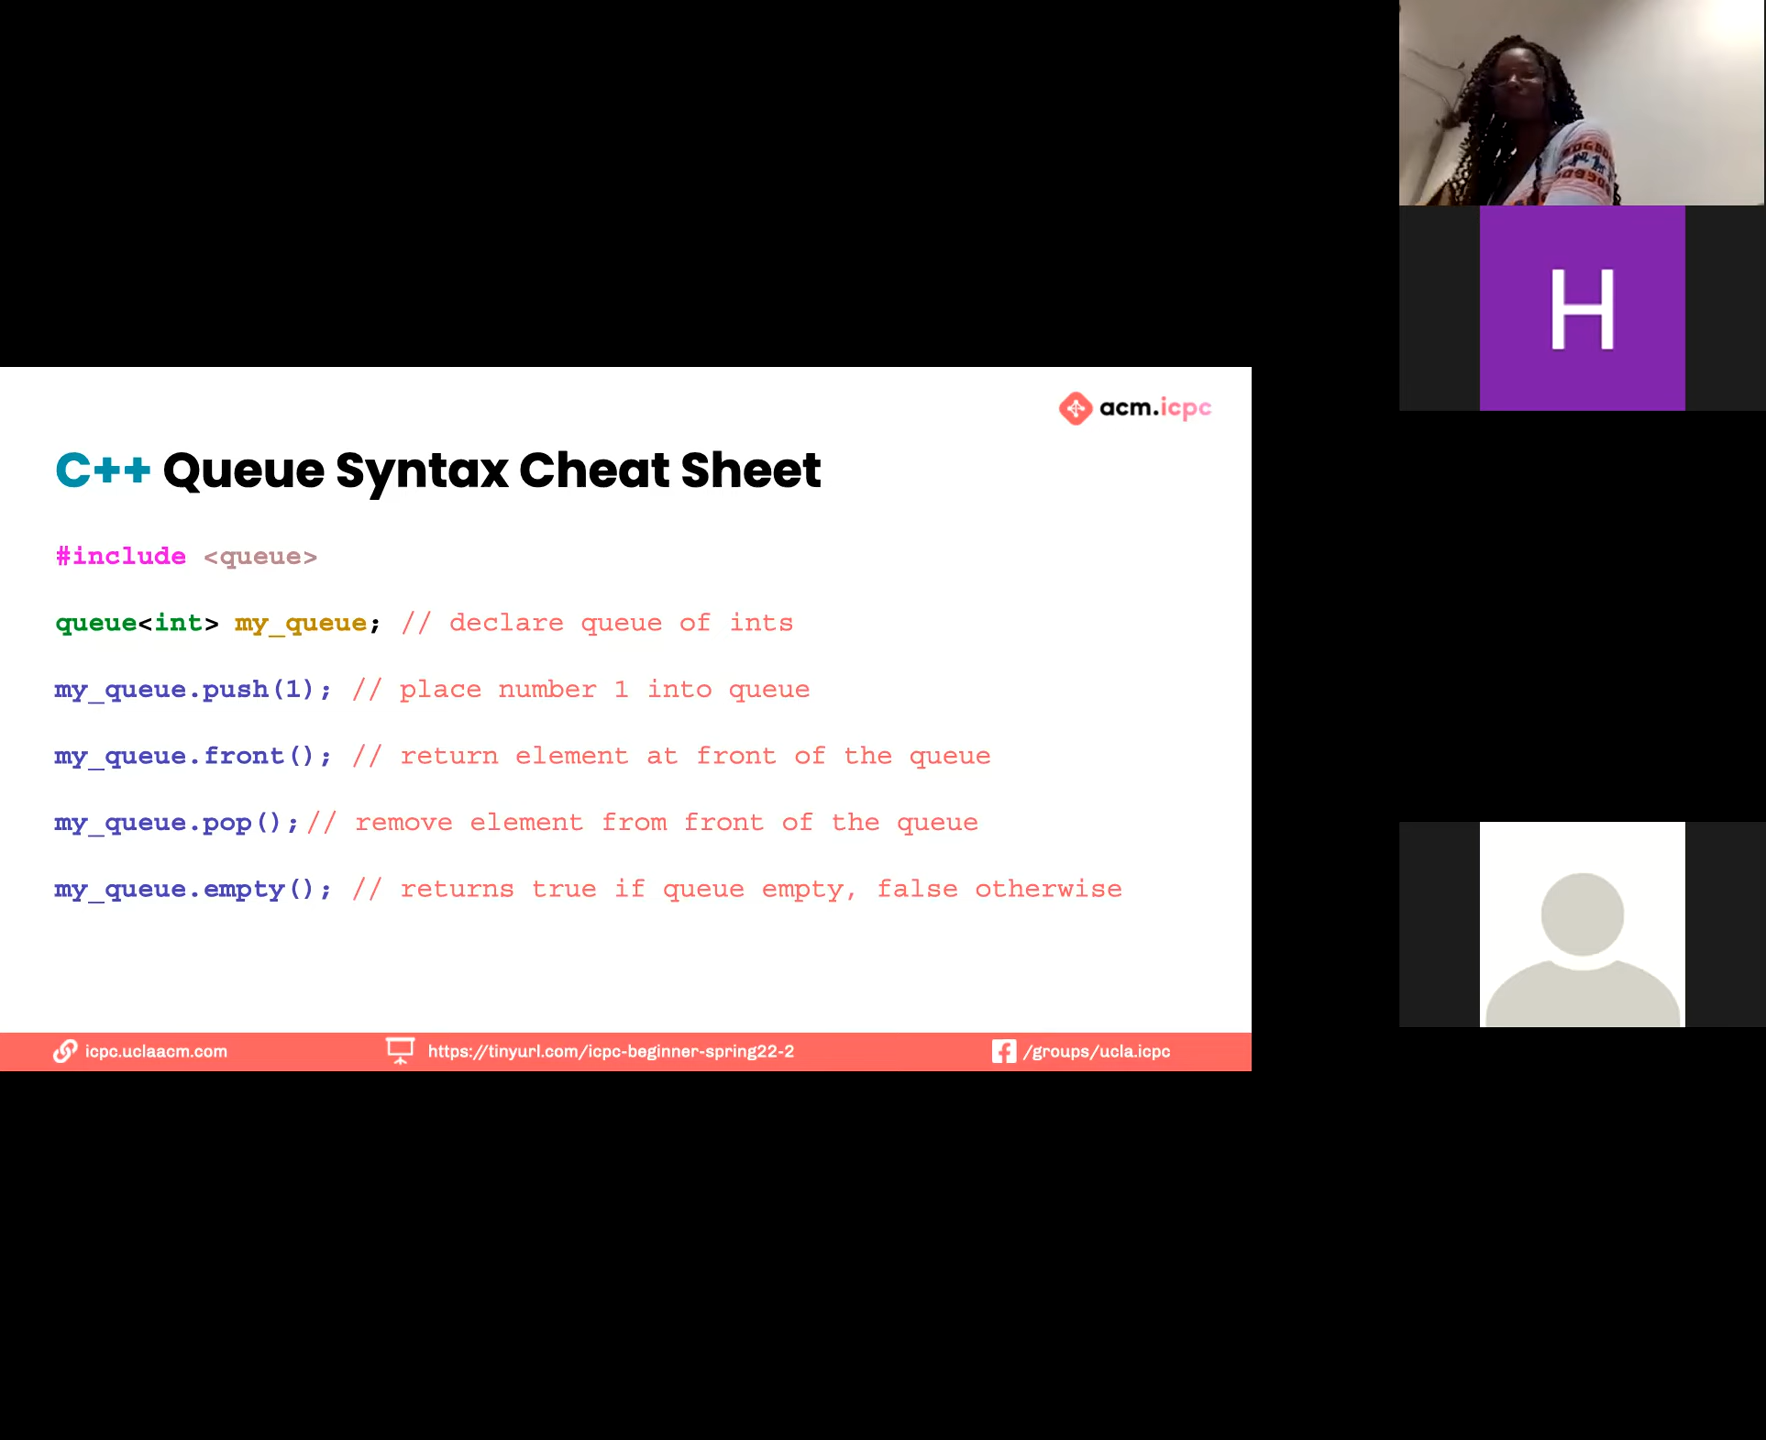 acm.icpc
C++ Queue Syntax Cheat Sheet
#include <queue>
queue<int> my_queue; // declare queue of ints
my_queue.push(1); // place number 1 into queue
my_queue.front(); // return element at front of the queue
my_queue.pop();// remove element from front of the queue
my_queue.empty(); // returns true if queue empty, false otherwise
icpc.uclaacm.com
https://tinyurl.com/icpc-beginner-spring22-2
/groups/ucla.icpc
H